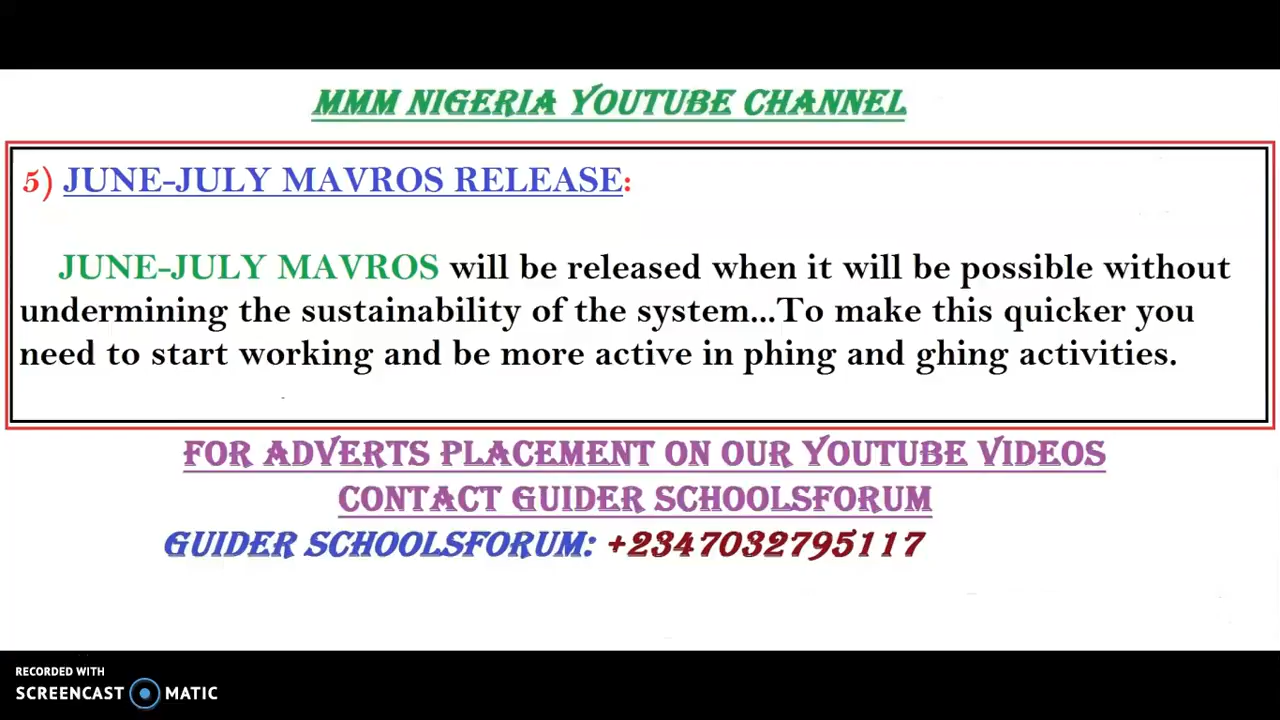 MMM NIGERIA YOUTUBE CHANNEL
5) JUNE-JULY MAVROS RELEASE:
JUNE-JULY MAVROS will be released when it will be possible without
undermining the sustainability of the system...To make this quicker you
need to start working and be more active in phing and ghing activities.
FOR ADVERTS PLACEMENT ON OUR YOUTUBE VIDEOS
CONTACT GUIDER SCHOOLSFORUM
GUIDER SCHOOLSFORUM: +2347032795117
RECORDED WITH
SCREENCAST MATIC